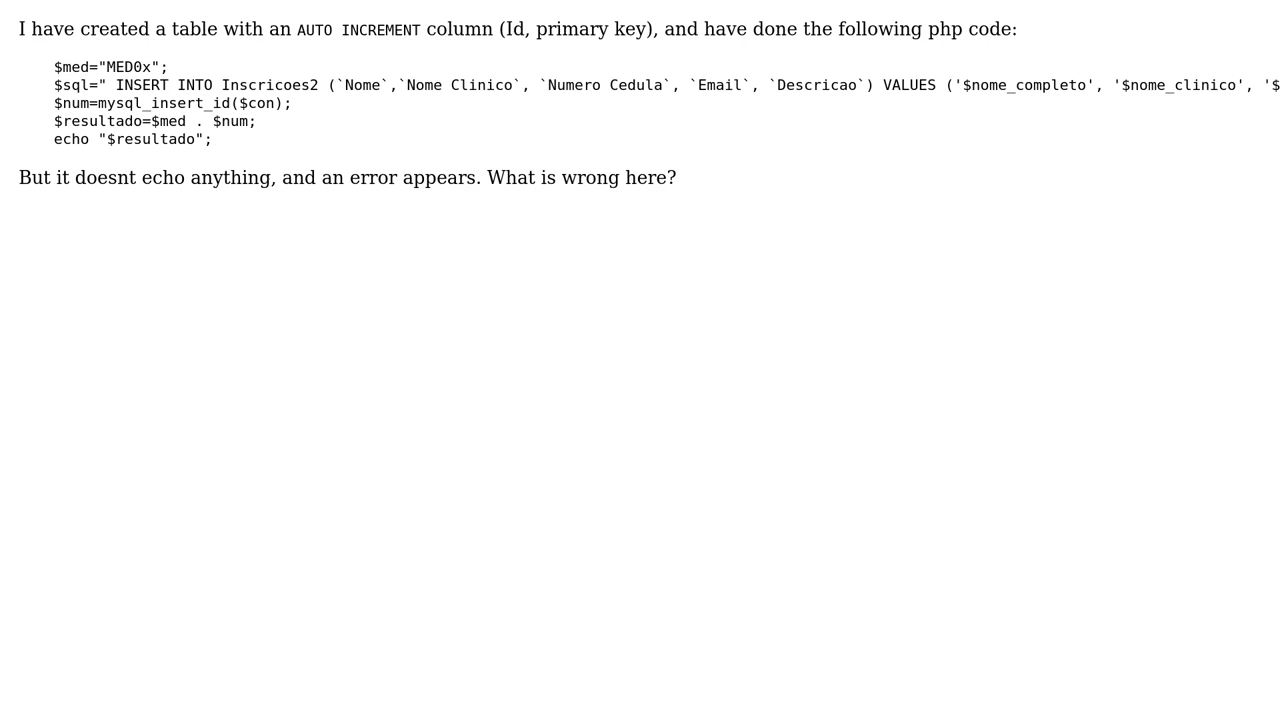 I have created a table with an AUTO INCREMENT column (Id, primary key), and have done the following php code:
$med="MED0x";
$sql=" INSERT INTO Inscricoes2 (`Nome`,`Nome Clinico`, `Numero Cedula`, `Email`, `Descricao`) VALUES ('$nome_completo', '$nome_clinico', '$
$num=mysql_insert_id($con);
$resultado=$med . $num;
echo "$resultado";
But it doesnt echo anything, and an error appears. What is wrong here?